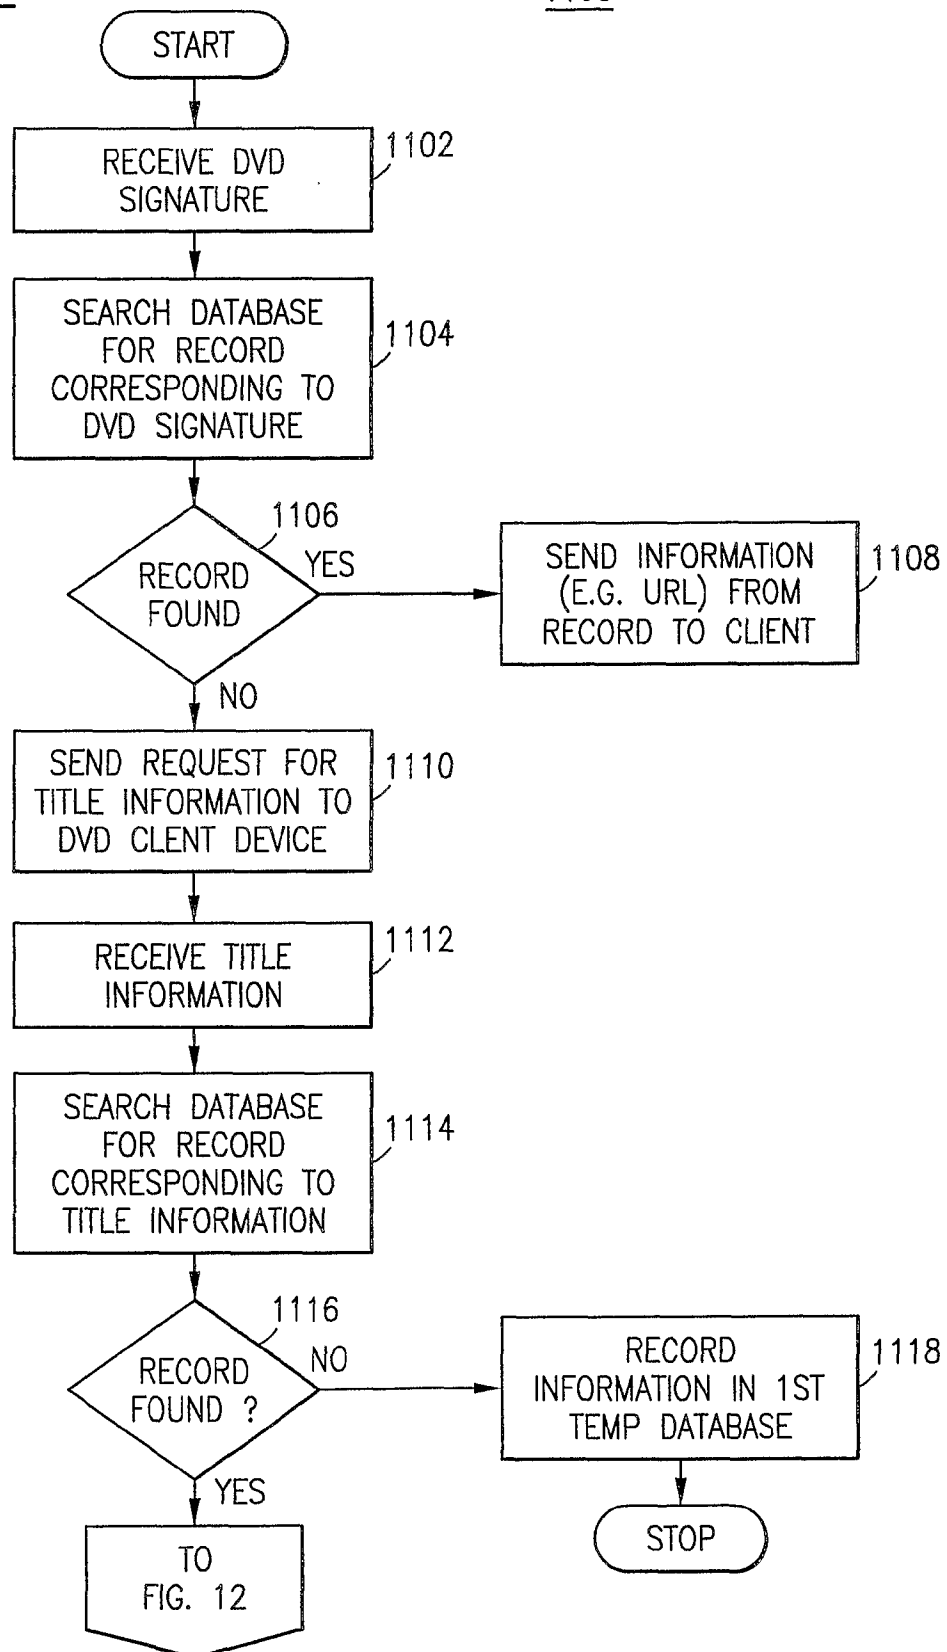 START
RECEIVE DVD
SIGNATURE
1102
SEARCH DATABASE
FOR RECORD
CORRESPONDING TO
DVD SIGNATURE
1104
1106
RECORD
FOUND
YES
SEND INFORMATION
(E.G. URL) FROM
RECORD TO CLIENT
1108
NO
SEND REQUEST FOR
TITLE INFORMATION TO
DVD CLENT DEVICE
1110
RECEIVE TITLE
INFORMATION
1112
SEARCH DATABASE
FOR RECORD
CORRESPONDING TO
TITLE INFORMATION
1114
1116
RECORD
FOUND ?
NO
RECORD
INFORMATION IN 1ST
TEMP DATABASE
1118
YES
STOP
TO
FIG. 12